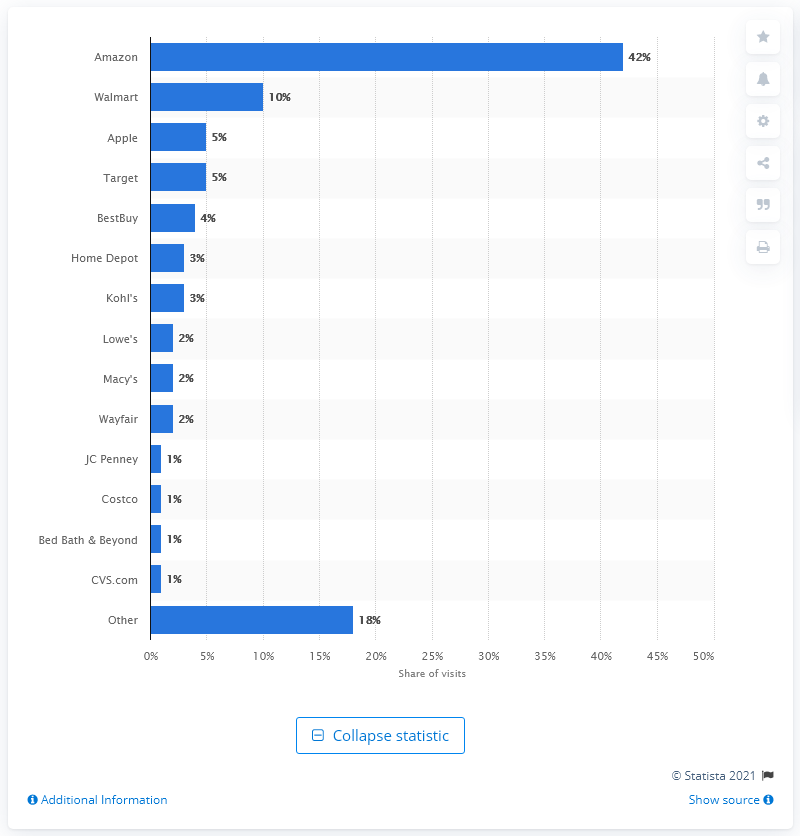 Amazon 42%
Walmart 10%
Apple 5%
Target 5%
BestBuy 4%
Home Depot 3%
Kohl's 3%
Lowe's 2%
Macy's 2%
Wayfair 2%
JC Penney 1%
Costco 1%
Bed Bath & Beyond 1%
CVS.com 1%
Other 18%
0% 5% 10% 15% 20% 25% 30% 35% 40% 45% 50%
Share of visits
Collapse statistic
© Statista 2021
Additional Information Show source